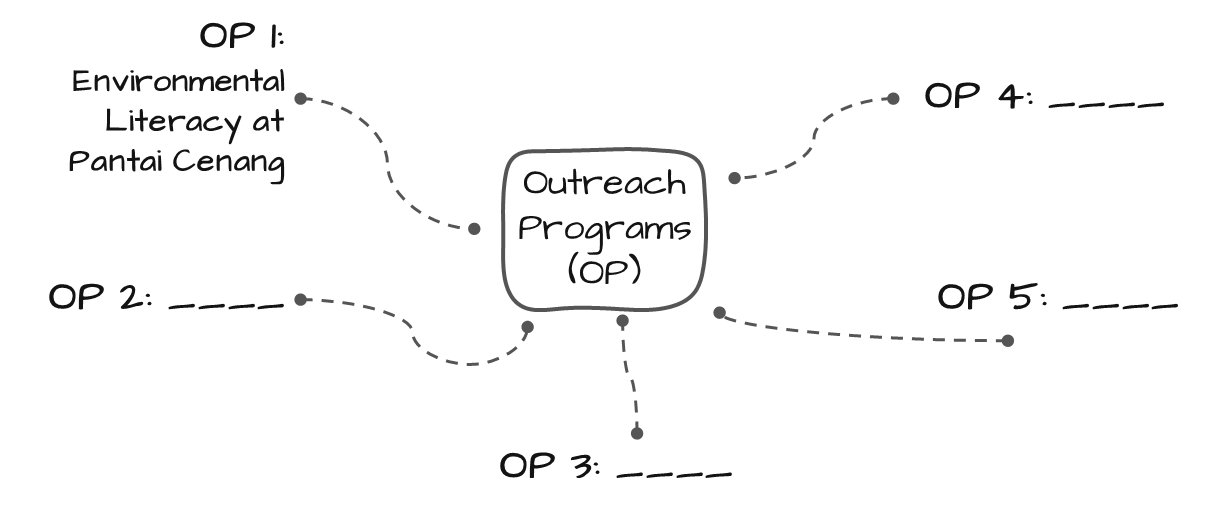 OP 1:
Environmental
Literacy at
Pantai Cenang
OP 2: ____
Outreach
Programs
(OP)
OP 3: ____
OP 4: ____
OP 5: ____